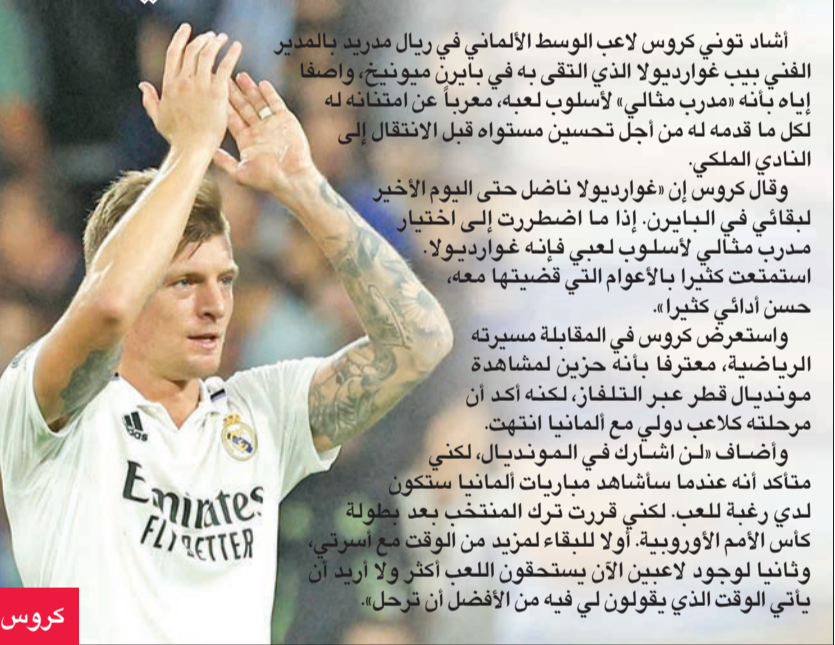 أشاد توني كروس لاعب الوسط الألماني في ريال مدريد بالمدير
الفني بيب غوارديولا الذي التقى به في بايرن ميونيخ، واصفا
إياه بأنه «مدرب مثالي» لأسلوب لعبه، معرباً عن امتنانه له
لكل ما قدمه له من أجل تحسين مستواه قبل الانتقال إلى
النادي الملكي.
وقال كروس إن «غوارديولا ناضل حتى اليوم الأخير
لبقائي في البايرن. إذا ما اضطررت إلى اختيار
مدرب مثالي لأسلوب لعبي فإنه غوارديولا.
استمتعت كثيرا بالأعوام التي قضيتها معه،
حسن أدائي كثيرا».
واستعرض كروس في المقابلة مسيرته
الرياضية، معترفا بأنه حزين لمشاهدة
مونديال قطر عبر التلفاز، لكنه أكد أن
مرحلته كلاعب دولي مع ألمانيا انتهت.
وأضاف «لن اشارك في المونديال، لكني
متأكد أنه عندما سأشاهد مباريات ألمانيا ستكون
لدي رغبة للعب. لكني قررت ترك المنتخب بعد بطولة
كأس الأمم الأوروبية. أولا للبقاء لمزيد من الوقت مع أسرتي،
وثانيا لوجود لاعبين الآن يستحقون اللعب أكثر ولا أريد أن
يأتي الوقت الذي يقولون لي فيه من الأفضل أن ترحل».
adidas
Emirates
FLY BETTER
كروس